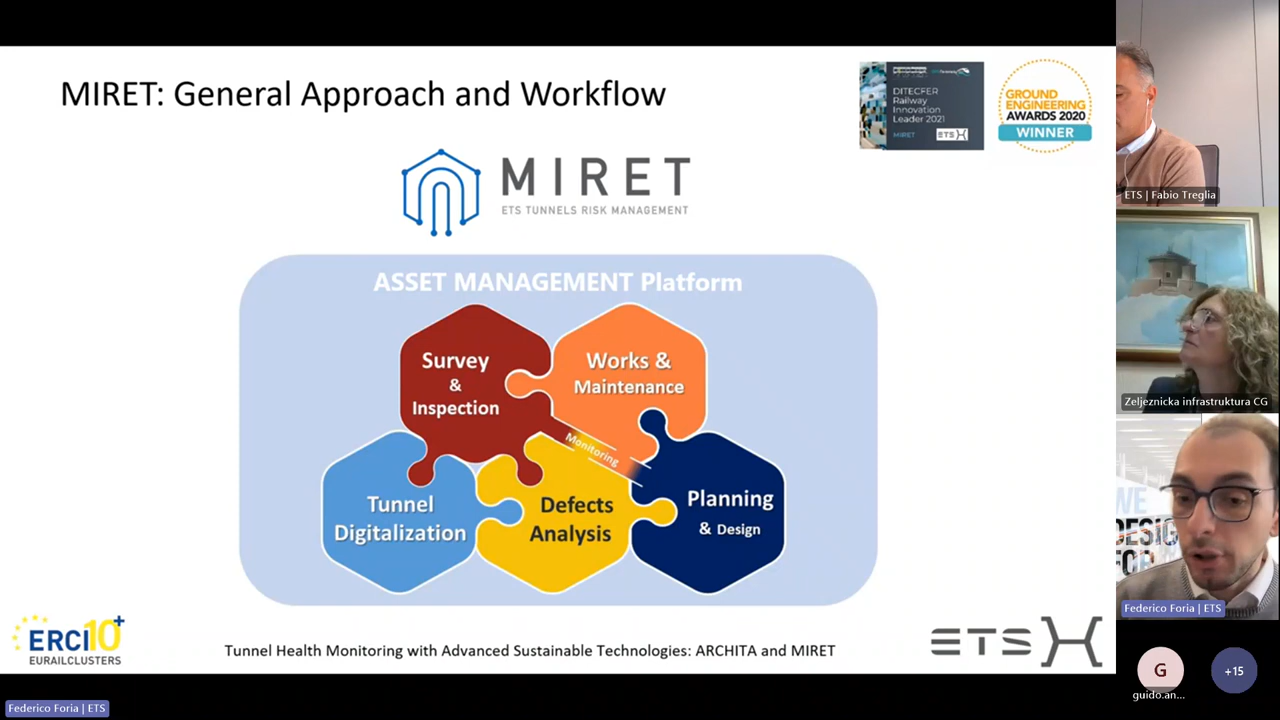 MIRET: General Approach and Workflow
DITECFER
Railway
Innovation
Leader 2021
MIRET
ETS
GROUND
ENGINEERING
AWARDS 2020
WINNER
MIRET
ETS TUNNELS RISK MANAGEMENT
ASSET MANAGEMENT Platform
Survey
&
Inspection
Works &
Maintenance
Monitoring
Tunnel
Digitalization
Defects
Analysis
Planning
& Design
ERCI10+
EURAILCLUSTERS
Tunnel Health Monitoring with Advanced Sustainable Technologies: ARCHITA and MIRET
ETS
Federico Foria | ETS
ETS | Fabio Treglia
Zeljeznicka infrastruktura CG
WE
DESIG
FOR
Federico Foria | ETS
G
guido.an...
+15